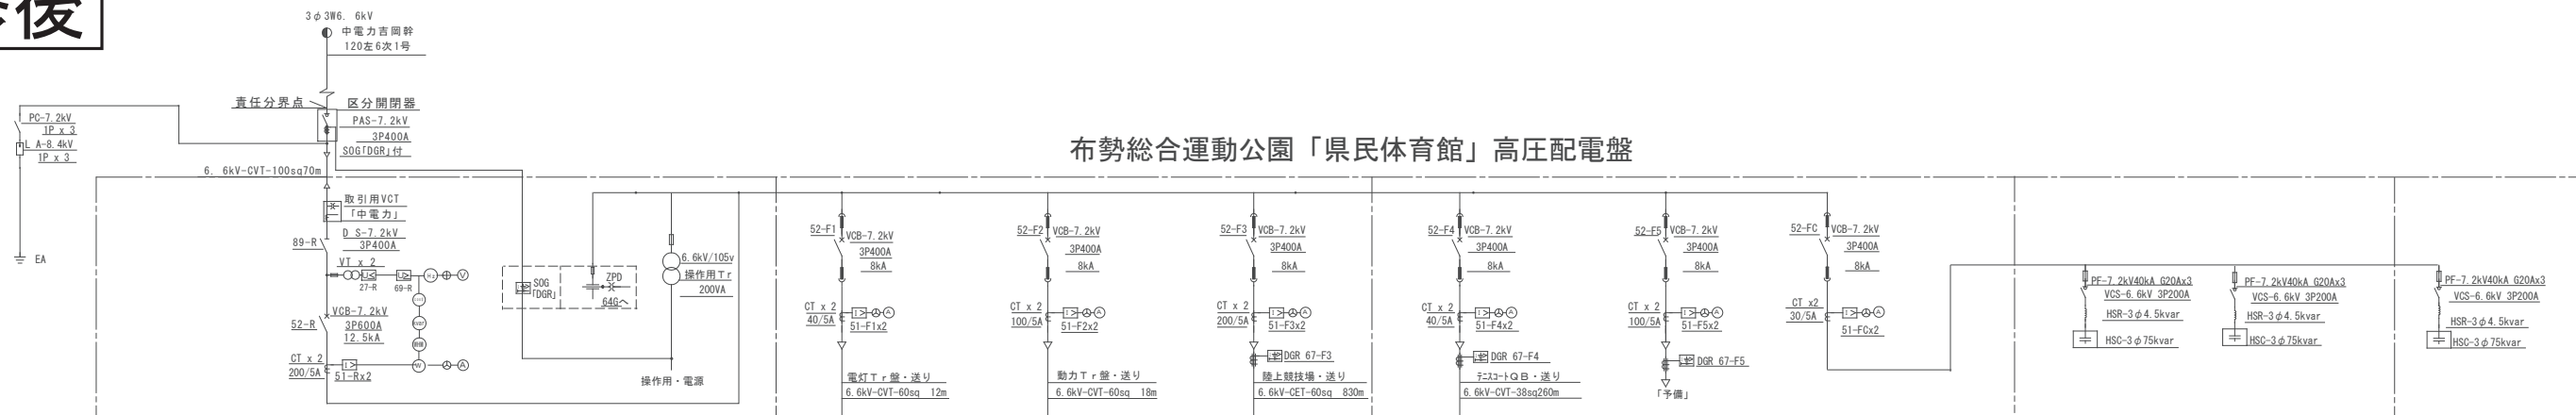 後
3φ3W6. 6kV
中電力吉岡幹
120左6次1号
責任分界点
区分開閉器
PAS-7.2kV
3P400A
SOG「DGR」付
PC-7.2kV
1P x 3
L A-8.4kV
1P x 3
EA
6. 6kV-CVT-100sq70m
布勢総合運動公園「県民体育館」高圧配電盤
取引用VCT
「中電力」
89-R
D S-7.2kV
3P400A
VT x 2
27-R
69-R
V
52-R
VCB-7.2kV
3P600A
12.5kA
CT x 2
200/5A
51-Rx2
W
A
SOG
「DGR」
ZPD
64Gへ
6.6kV/105v
操作用Tr
200VA
操作用・電源
52-F1
VCB-7.2kV
3P400A
8kA
CT x 2
40/5A
51-F1x2
A
電灯Tr盤・送り
6.6kV-CVT-60sq 12m
52-F2
VCB-7.2kV
3P400A
8kA
CT x 2
100/5A
51-F2x2
A
動力Tr盤・送り
6.6kV-CVT-60sq 18m
52-F3
VCB-7.2kV
3P400A
8kA
CT x 2
200/5A
51-F3x2
A
DGR 67-F3
陸上競技場・送り
6.6kV-CET-60sq 830m
52-F4
VCB-7.2kV
3P400A
8kA
CT x 2
40/5A
51-F4x2
A
DGR 67-F4
テニスコートQB・送り
6.6kV-CVT-38sq260m
52-F5
VCB-7.2kV
3P400A
8kA
CT x 2
100/5A
51-F5x2
A
DGR 67-F5
「予備」
52-FC
VCB-7.2kV
3P400A
8kA
CT x2
30/5A
51-FCx2
A
PF-7.2kV40kA G20Ax3
VCS-6.6kV 3P200A
HSR-3φ4.5kvar
HSC-3φ75kvar
PF-7.2kV40kA G20Ax3
VCS-6.6kV 3P200A
HSR-3φ4.5kvar
HSC-3φ75kvar
PF-7.2kV40kA G20Ax3
VCS-6.6kV 3P200A
HSR-3φ4.5kvar
HSC-3φ75kvar